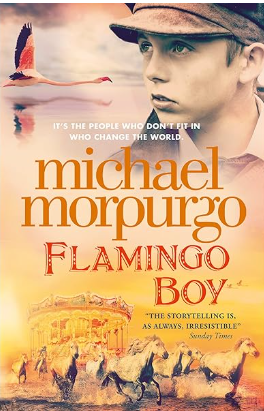 IT'S THE PEOPLE WHO DON'T FIT IN
WHO CHANGE THE WORLD.
michael
morpurgo
FLAMINGO
BOY
"THE STORYTELLING IS,
AS ALWAYS, IRRESISTIBLE"
Sunday Times